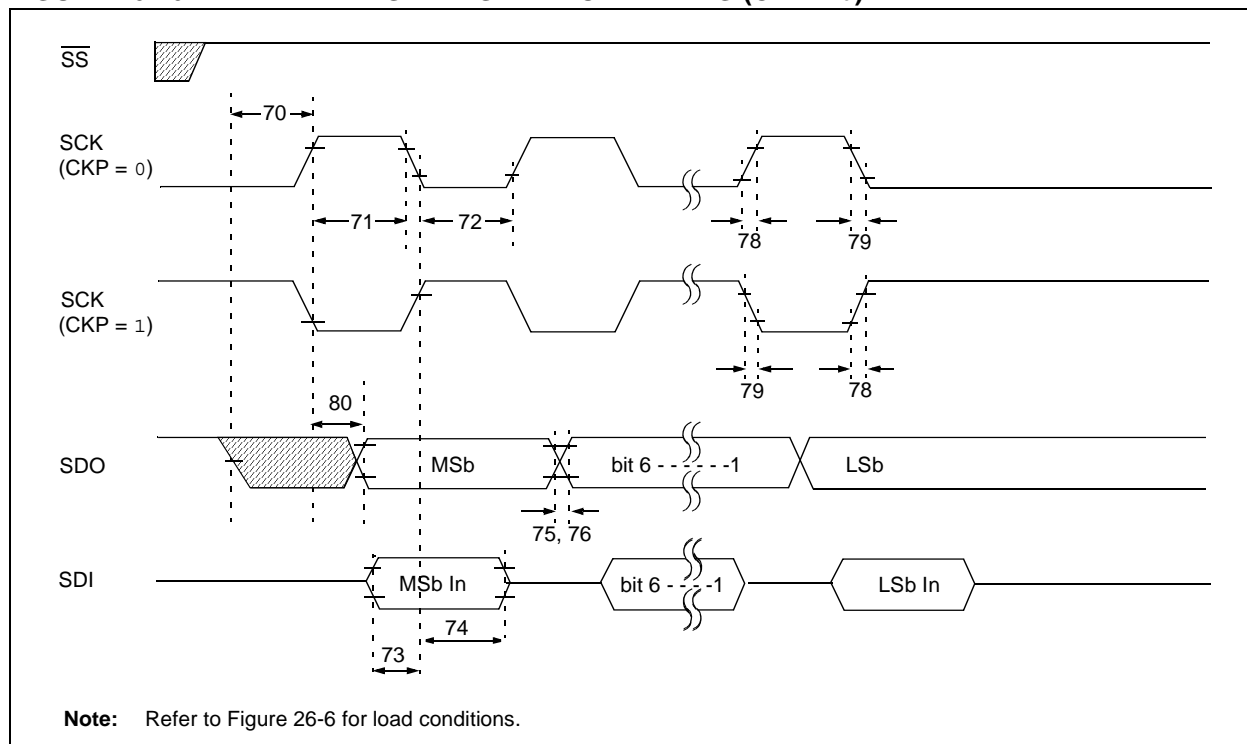 SS
70
SCK
(CKP = 0)
71
72
78
79
SCK
(CKP = 1)
79
78
80
SDO
MSb
bit 6 - - - - - -1
LSb
75, 76
SDI
MSb In
bit 6 - - - -1
LSb In
74
73
Note: Refer to Figure 26-6 for load conditions.